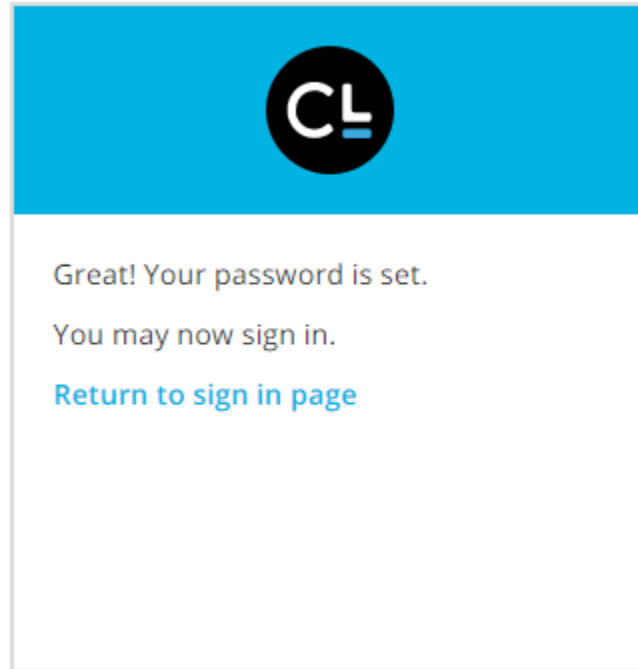 CL
Great! Your password is set.
You may now sign in.
Return to sign in page